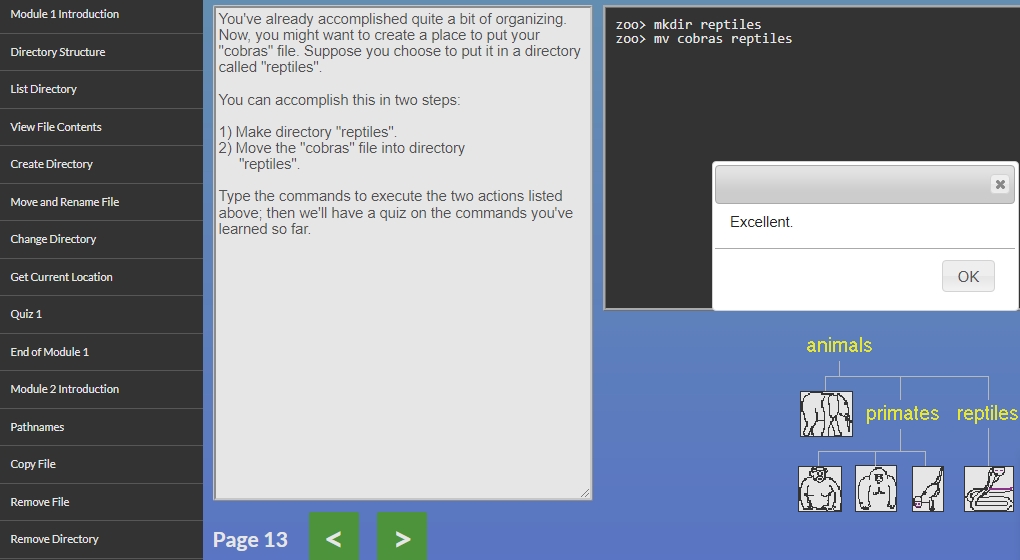 Module 1 Introduction
Directory Structure
List Directory
View File Contents
Create Directory
Move and Rename File
Change Directory
Get Current Location
Quiz 1
End of Module 1
Module 2 Introduction
Pathnames
Copy File
Remove File
Remove Directory
You've already accomplished quite a bit of organizing.
Now, you might want to create a place to put your
"cobras" file. Suppose you choose to put it in a directory
called "reptiles".
You can accomplish this in two steps:
1) Make directory "reptiles".
2) Move the "cobras" file into directory
"reptiles".
Type the commands to execute the two actions listed
above; then we'll have a quiz on the commands you've
learned so far.
Page 13
<
>
zoo> mkdir reptiles
zoo> mv cobras reptiles
Excellent.
OK
animals
primates reptiles